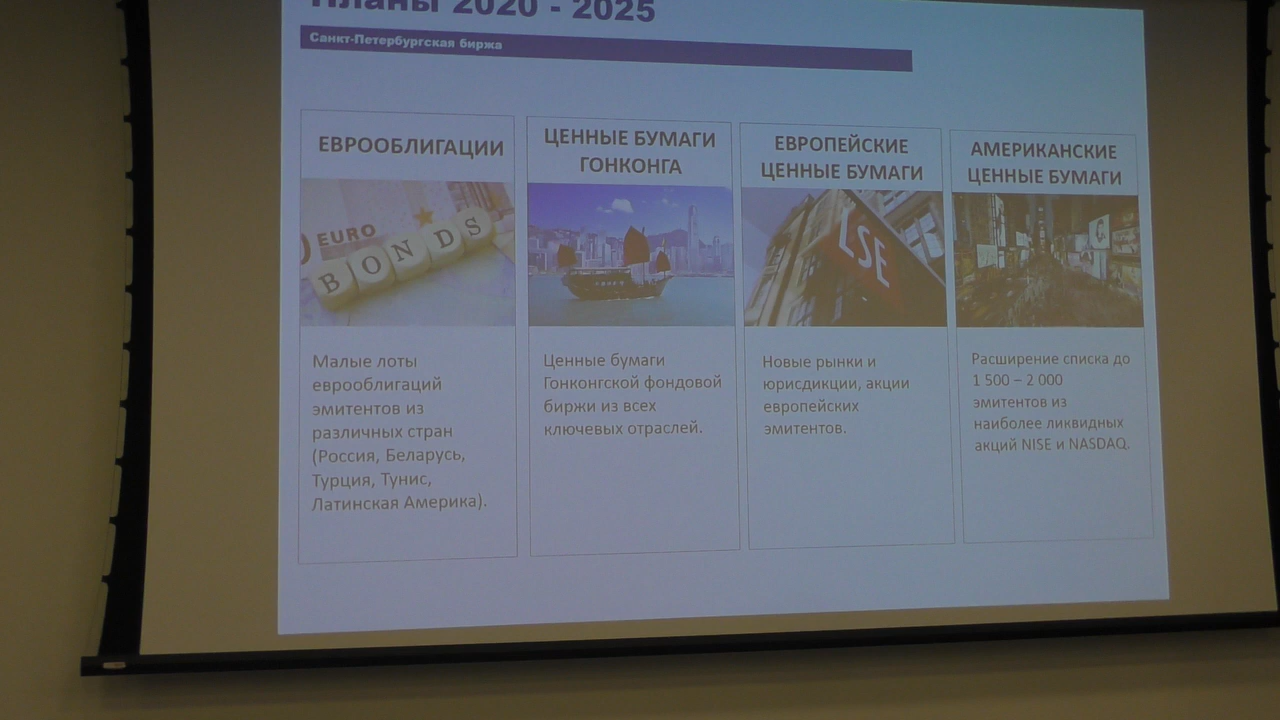 Планы 2020 - 2025
Санкт-Петербургская биржа
ЕВРООБЛИГАЦИИ
EURO
BONDS
Малые лоты
еврооблигаций
эмитентов из
различных стран
(Россия, Беларусь,
Турция, Тунис,
Латинская Америка).
ЦЕННЫЕ БУМАГИ
ГОНКОНГА
Ценные бумаги
Гонконгской фондовой
биржи из всех
ключевых отраслей.
ЕВРОПЕЙСКИЕ
ЦЕННЫЕ БУМАГИ
LSE
Новые рынки и
юрисдикции, акции
европейских
эмитентов.
АМЕРИКАНСКИЕ
ЦЕННЫЕ БУМАГИ
Расширение списка до
1 500 – 2 000
эмитентов из
наиболее ликвидных
акций NISE и NASDAQ.